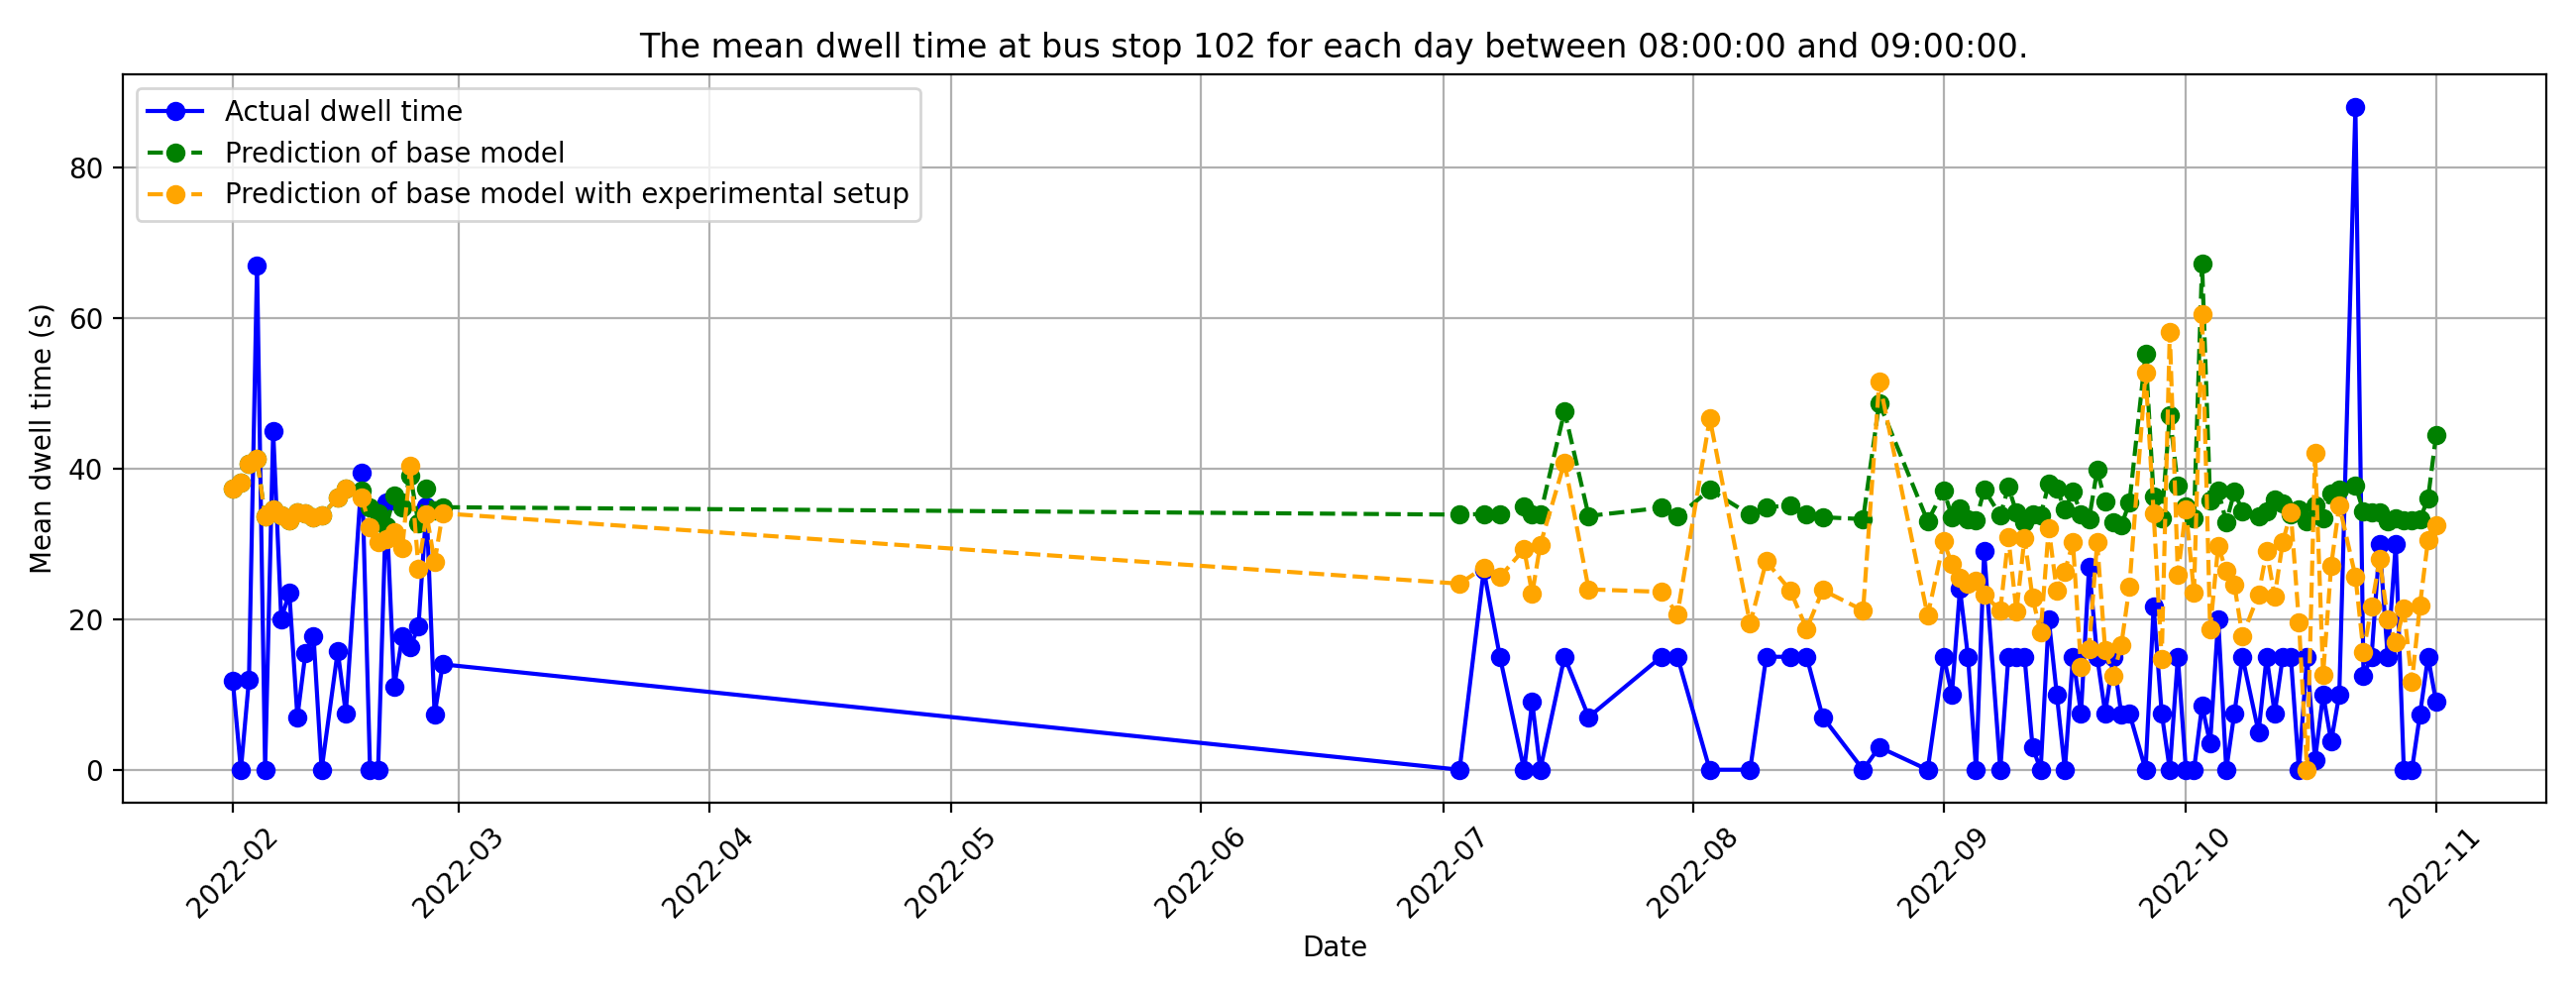 The mean dwell time at bus stop 102 for each day between 08:00:00 and 09:00:00.
Actual dwell time
Prediction of base model
Prediction of base model with experimental setup
Mean dwell time (s)
80
60
40
20
0
2022-02
2022-03
2022-04
2022-05
2022-06
2022-07
2022-08
2022-09
2022-10
2022-11
Date